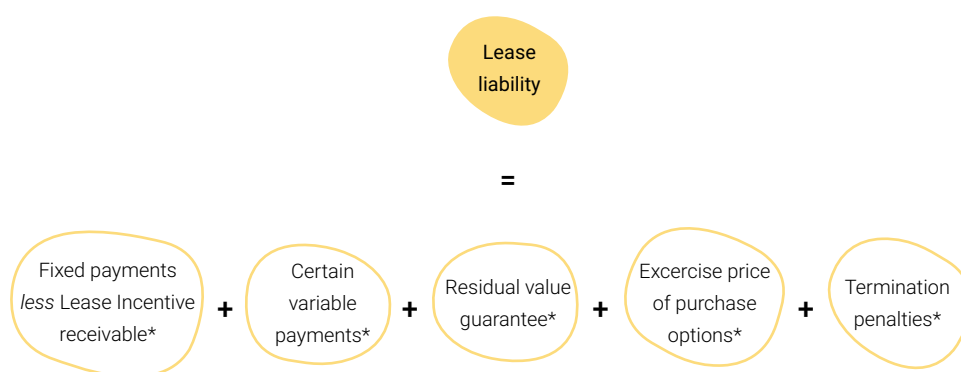 Lease
liability
=
Fixed payments
less Lease Incentive
receivable*
+
Certain
variable
payments*
+
Residual value
guarantee*
+
Excercise price
of purchase
options*
+
Termination
penalties*